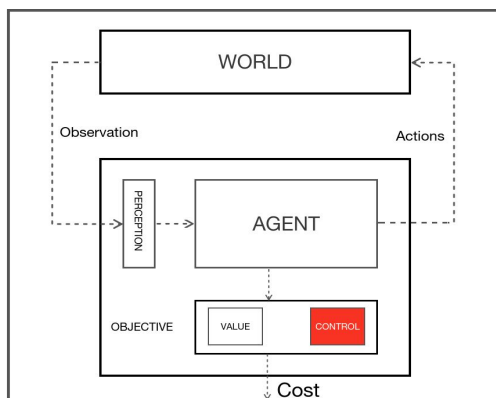 WORLD
Observation
Actions
PERCEPTION
AGENT
OBJECTIVE
VALUE
CONTROL
Cost